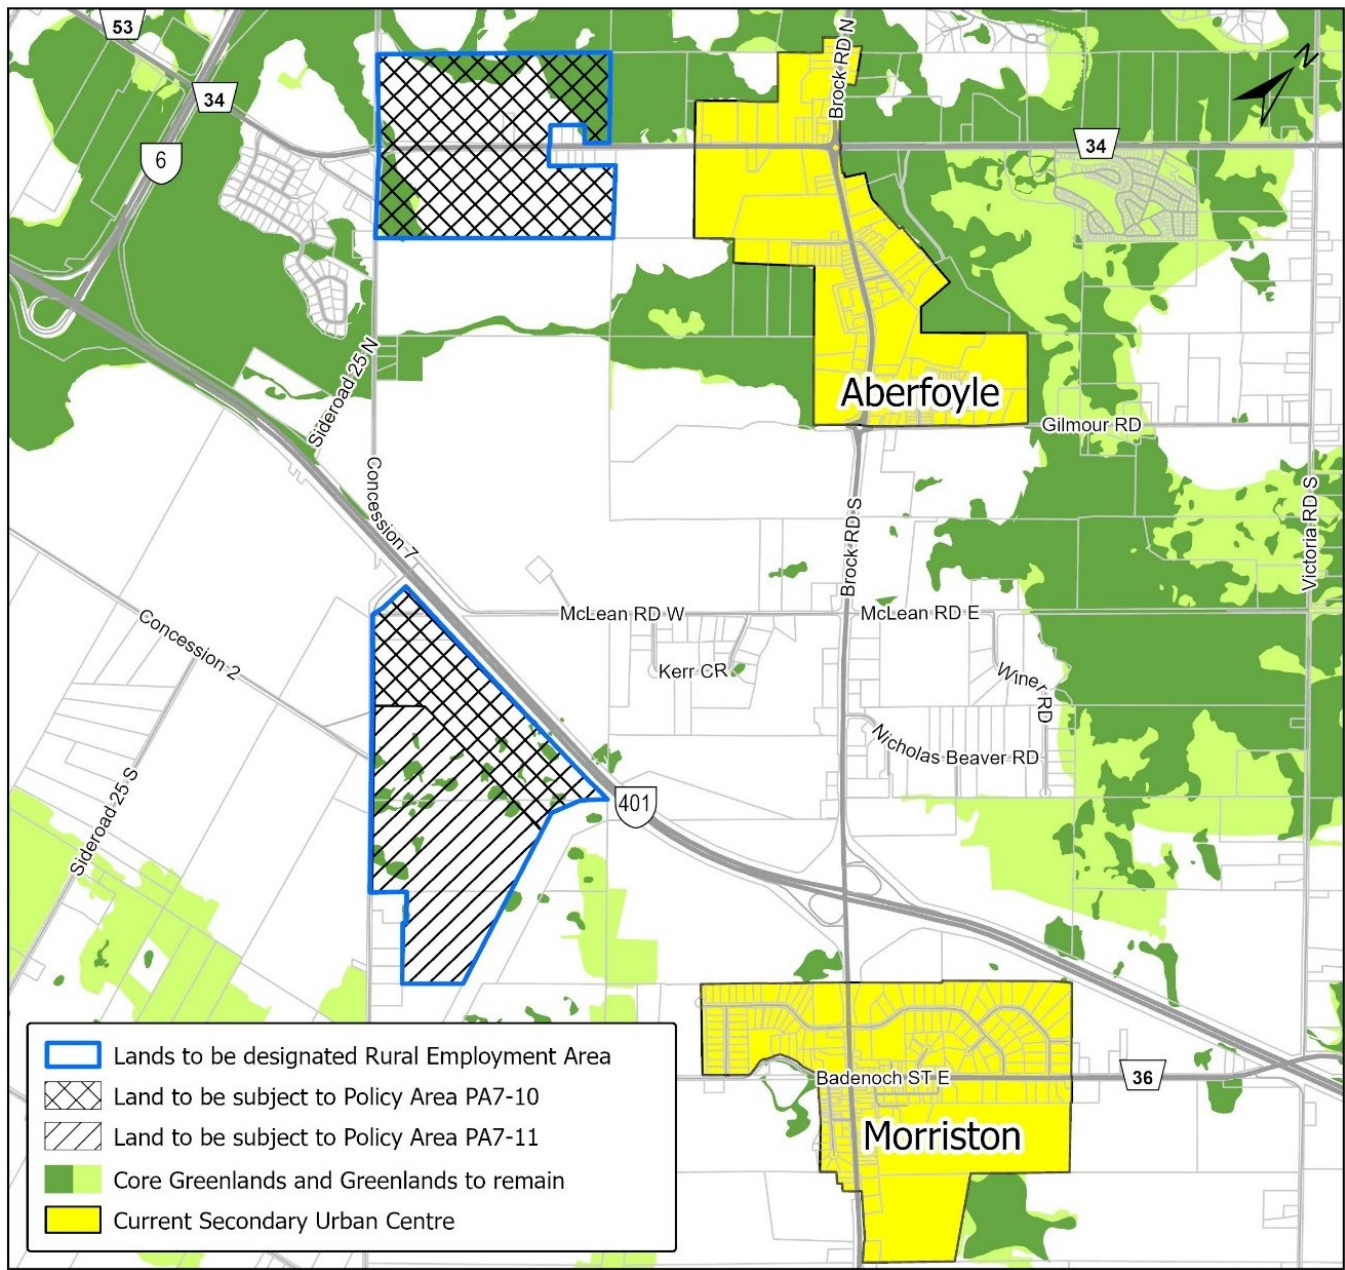 53
34
6
Brock RD N
N
34
Aberfoyle
Sideroad 25 N
Gilmour RD
Concession 7
Brock RD S
Victoria RD S
McLean RD W
McLean RD E
Concession 2
Kerr CR
Winer RD
Nicholas Beaver RD
Sideroad 25 S
401
Badenoch ST E
36
Morriston
Lands to be designated Rural Employment Area
Land to be subject to Policy Area PA7-10
Land to be subject to Policy Area PA7-11
Core Greenlands and Greenlands to remain
Current Secondary Urban Centre